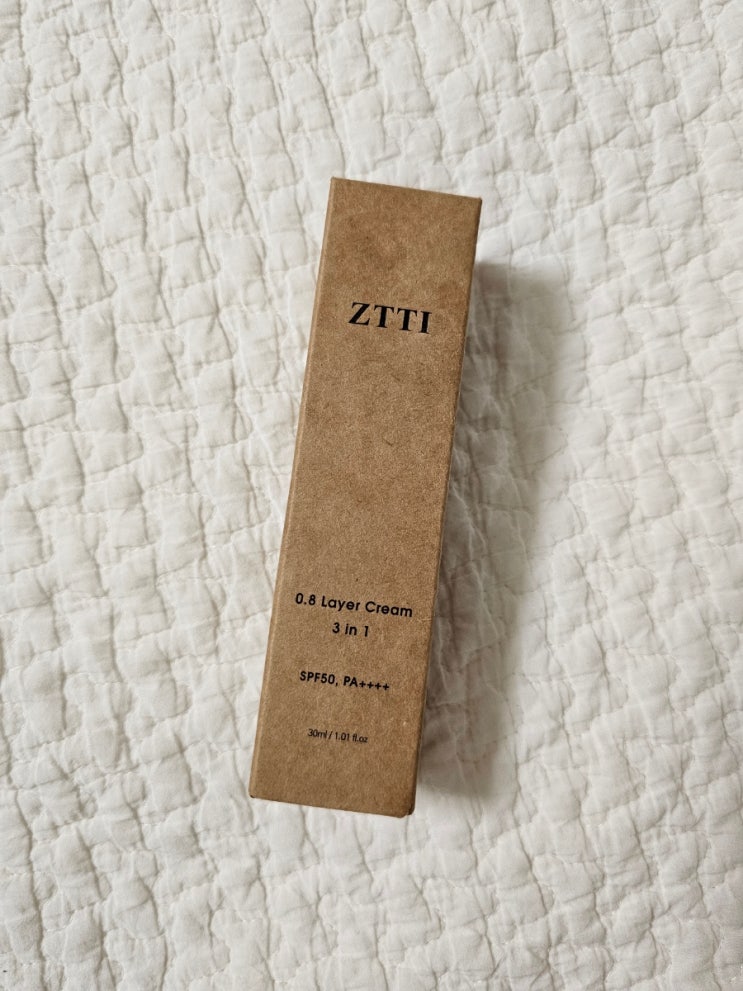 ZTTI
0.8 Layer Cream
3 in 1
SPF50, PA++++
30ml / 1.01 fl.oz